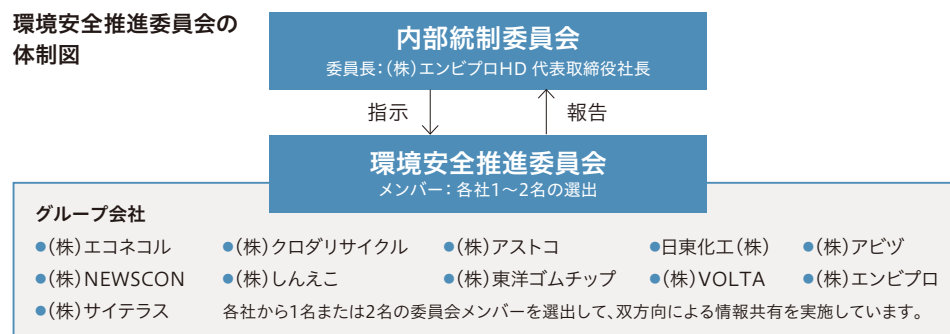 環境安全推進委員会の
体制図
内部統制委員会
委員長：（株）エンビプロHD 代表取締役社長
指示
報告
環境安全推進委員会
メンバー：各社1～2名の選出
グループ会社
●（株）エコネコル ●（株）クロダリサイクル ●（株）アストコ ●日東化工（株） ●（株）アビヅ
●（株）NEWSCON ●（株）しんえこ ●（株）東洋ゴムチップ ●（株）VOLTA ●（株）エンビプロ
●（株）サイテラス 各社から1名または2名の委員会メンバーを選出して、双方向による情報共有を実施しています。